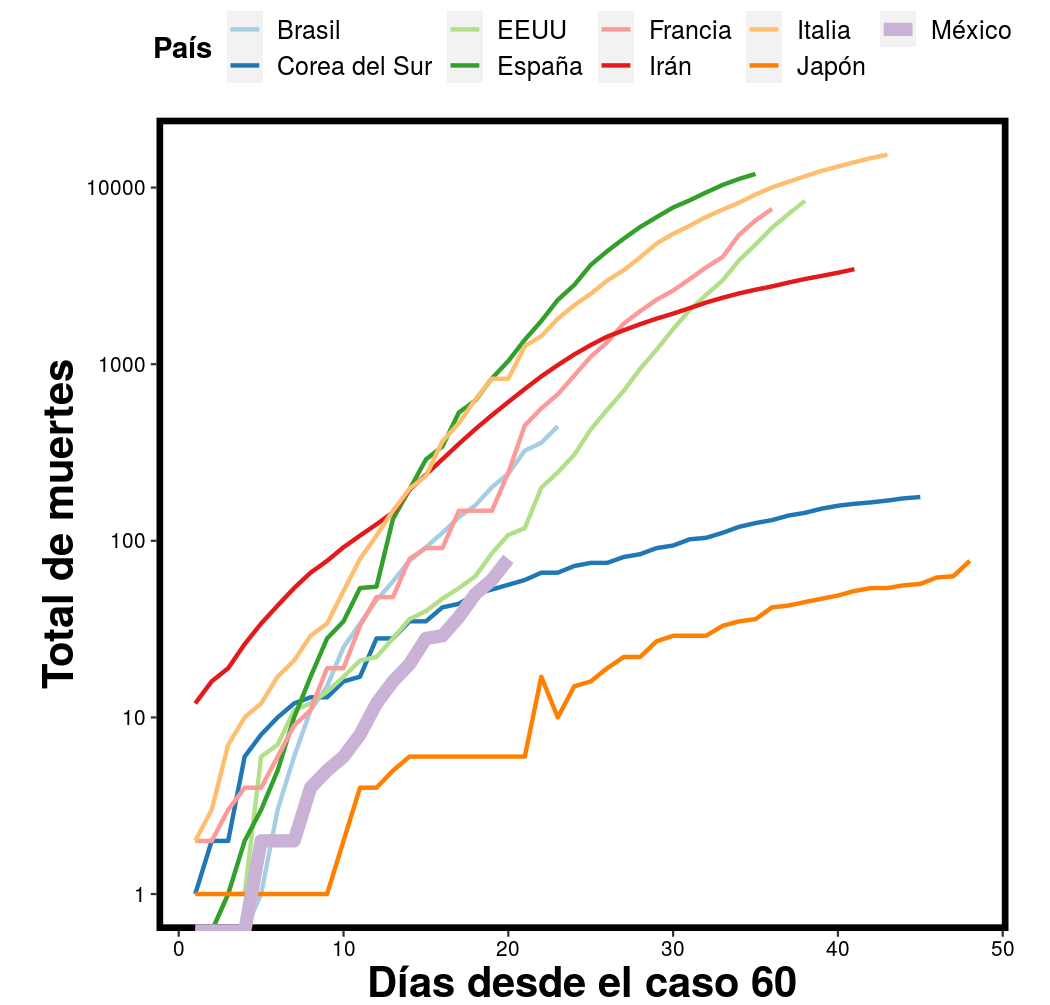 País
Brasil
EEUU
Francia
Italia
México
Corea del Sur
España
Irán
Japón
Total de muertes
10000
1000
100
10
1
0
10
20
30
40
50
Días desde el caso 60